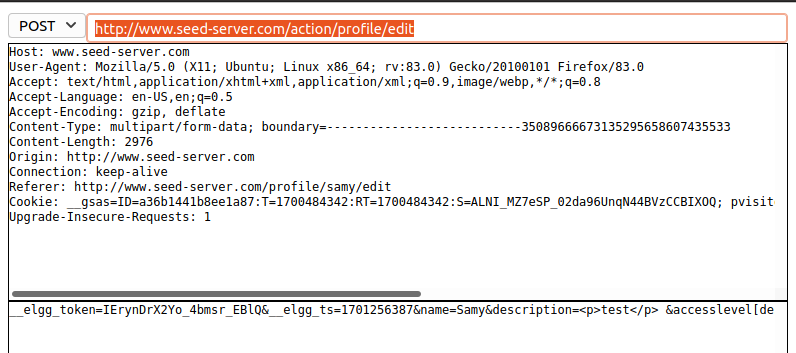 POST http://www.seed-server.com/action/profile/edit
Host: www.seed-server.com
User-Agent: Mozilla/5.0 (X11; Ubuntu; Linux x86_64; rv:83.0) Gecko/20100101 Firefox/83.0
Accept: text/html,application/xhtml+xml,application/xml;q=0.9,image/webp,*/*;q=0.8
Accept-Language: en-US,en;q=0.5
Accept-Encoding: gzip, deflate
Content-Type: multipart/form-data; boundary=---------------------------350896666731352956586074​35533
Content-Length: 2976
Origin: http://www.seed-server.com
Connection: keep-alive
Referer: http://www.seed-server.com/profile/samy/edit
Cookie: __gsas=ID=a36b1441b8ee1a87:T=1700484342:RT=1700484342:S=ALNI_MZ7eSP_02da96UnqN44BVzCCBIXOQ; pvisit
Upgrade-Insecure-Requests: 1
__elgg_token=IErynDrX2Yo_4bmsr_EBlQ&__elgg_ts=1701256387&name=Samy&description=<p>test</p> &accesslevel[de